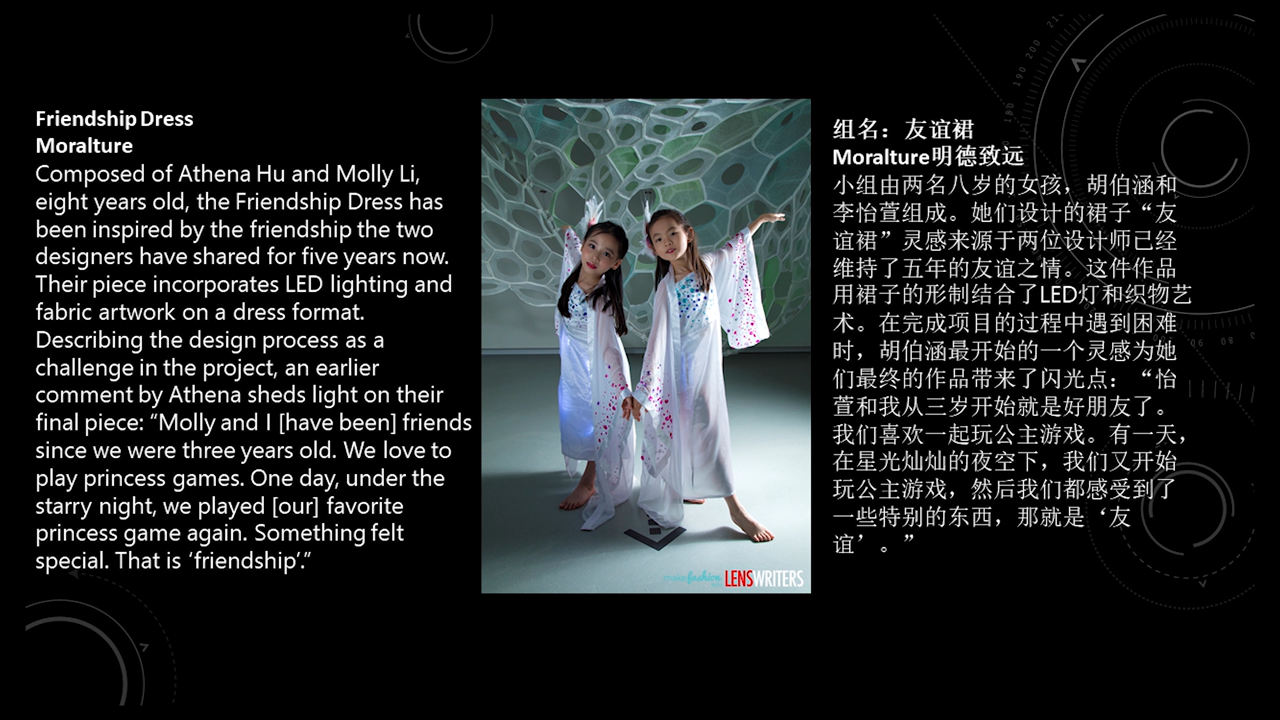 Friendship Dress
Moralture
Composed of Athena Hu and Molly Li,
eight years old, the Friendship Dress has
been inspired by the friendship the two
designers have shared for five years now.
Their piece incorporates LED lighting and
fabric artwork on a dress format.
Describing the design process as a
challenge in the project, an earlier
comment by Athena sheds light on their
final piece: “Molly and I [have been] friends
since we were three years old. We love to
play princess games. One day, under the
starry night, we played [our] favorite
princess game again. Something felt
special. That is ‘friendship’.”
make fashion
LENSWRITERS
组名：友谊裙
Moralture明德致远
小组由两名八岁的女孩，胡伯涵和
李怡萱组成。她们设计的裙子“友
谊裙”灵感来源于两位设计师已经
维持了五年的友谊之情。这件作品
用裙子的形制结合了LED灯和织物艺
术。在完成项目的过程中遇到困难
时，胡伯涵最开始的一个灵感为她
们最终的作品带来了闪光点：“怡
萱和我从三岁开始就是好朋友了。
我们喜欢一起玩公主游戏。有一天，
在星光灿灿的夜空下，我们又开始
玩公主游戏，然后我们都感受到了
一些特别的东西，那就是‘友
谊’。”
190 200 210